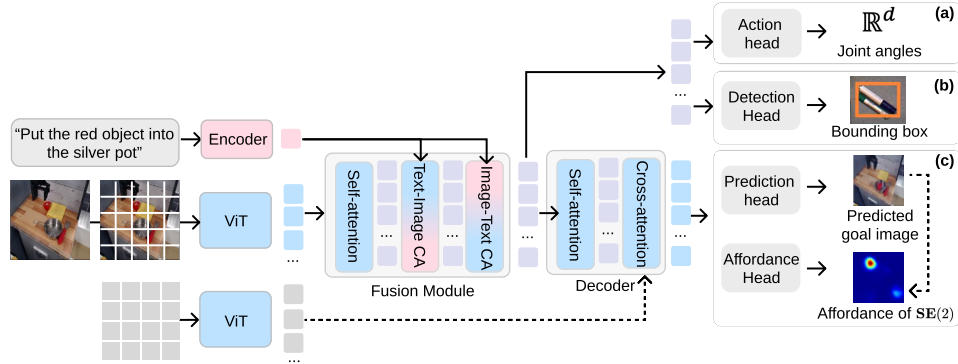 “Put the red object into
the silver pot”
Encoder
ViT
...
ViT
...
Self-attention
...
Text-Image CA
...
Image-Text CA
Fusion Module
...
Self-attention
...
Cross-attention
Decoder
...
...
(a)
Action
head
ℝᵈ
Joint angles
(b)
Detection
Head
Bounding box
(c)
Prediction
head
Predicted
goal image
Affordance
Head
Affordance of SE(2)